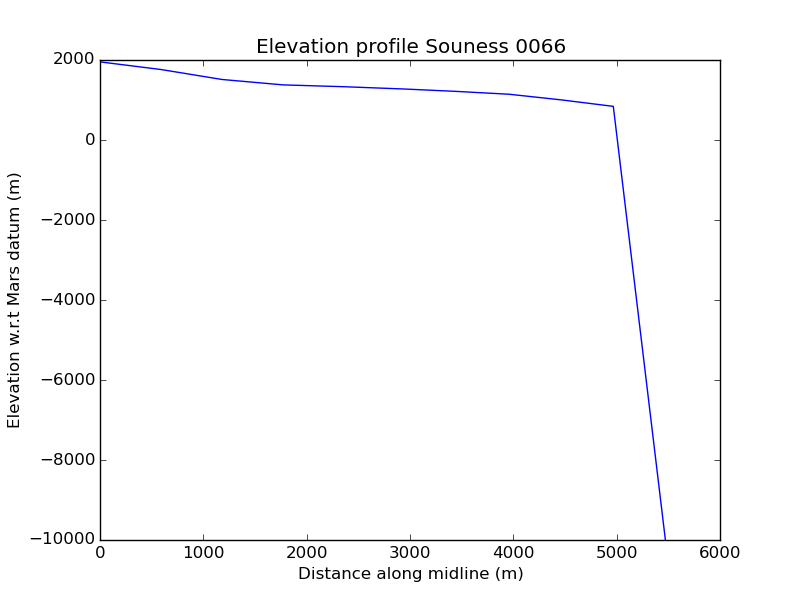 Elevation profile Souness 0066
2000
0
−2000
−4000
−6000
−8000
−10000
Elevation w.r.t Mars datum (m)
0 1000 2000 3000 4000 5000 6000
Distance along midline (m)